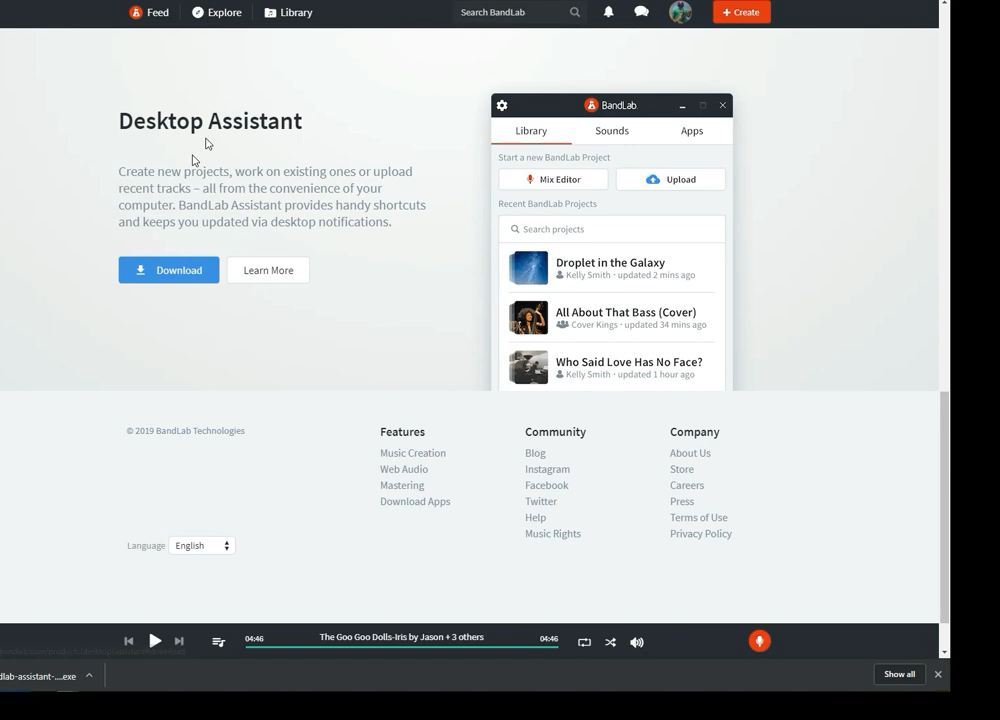 Feed
Explore
Library
Search BandLab
+ Create
Desktop Assistant
Create new projects, work on existing ones or upload
recent tracks – all from the convenience of your
computer. BandLab Assistant provides handy shortcuts
and keeps you updated via desktop notifications.
Download
Learn More
BandLab
Library
Sounds
Apps
Start a new BandLab Project
Mix Editor
Upload
Recent BandLab Projects
Search projects
Droplet in the Galaxy
Kelly Smith · updated 2 mins ago
All About That Bass (Cover)
Cover Kings · updated 34 mins ago
Who Said Love Has No Face?
Kelly Smith · updated 1 hour ago
© 2019 BandLab Technologies
Features
Music Creation
Web Audio
Mastering
Download Apps
Community
Blog
Instagram
Facebook
Twitter
Help
Music Rights
Company
About Us
Store
Careers
Press
Terms of Use
Privacy Policy
Language
English
04:46
The Goo Goo Dolls-Iris by Jason + 3 others
04:46
dlab-assistant-....exe
Show all